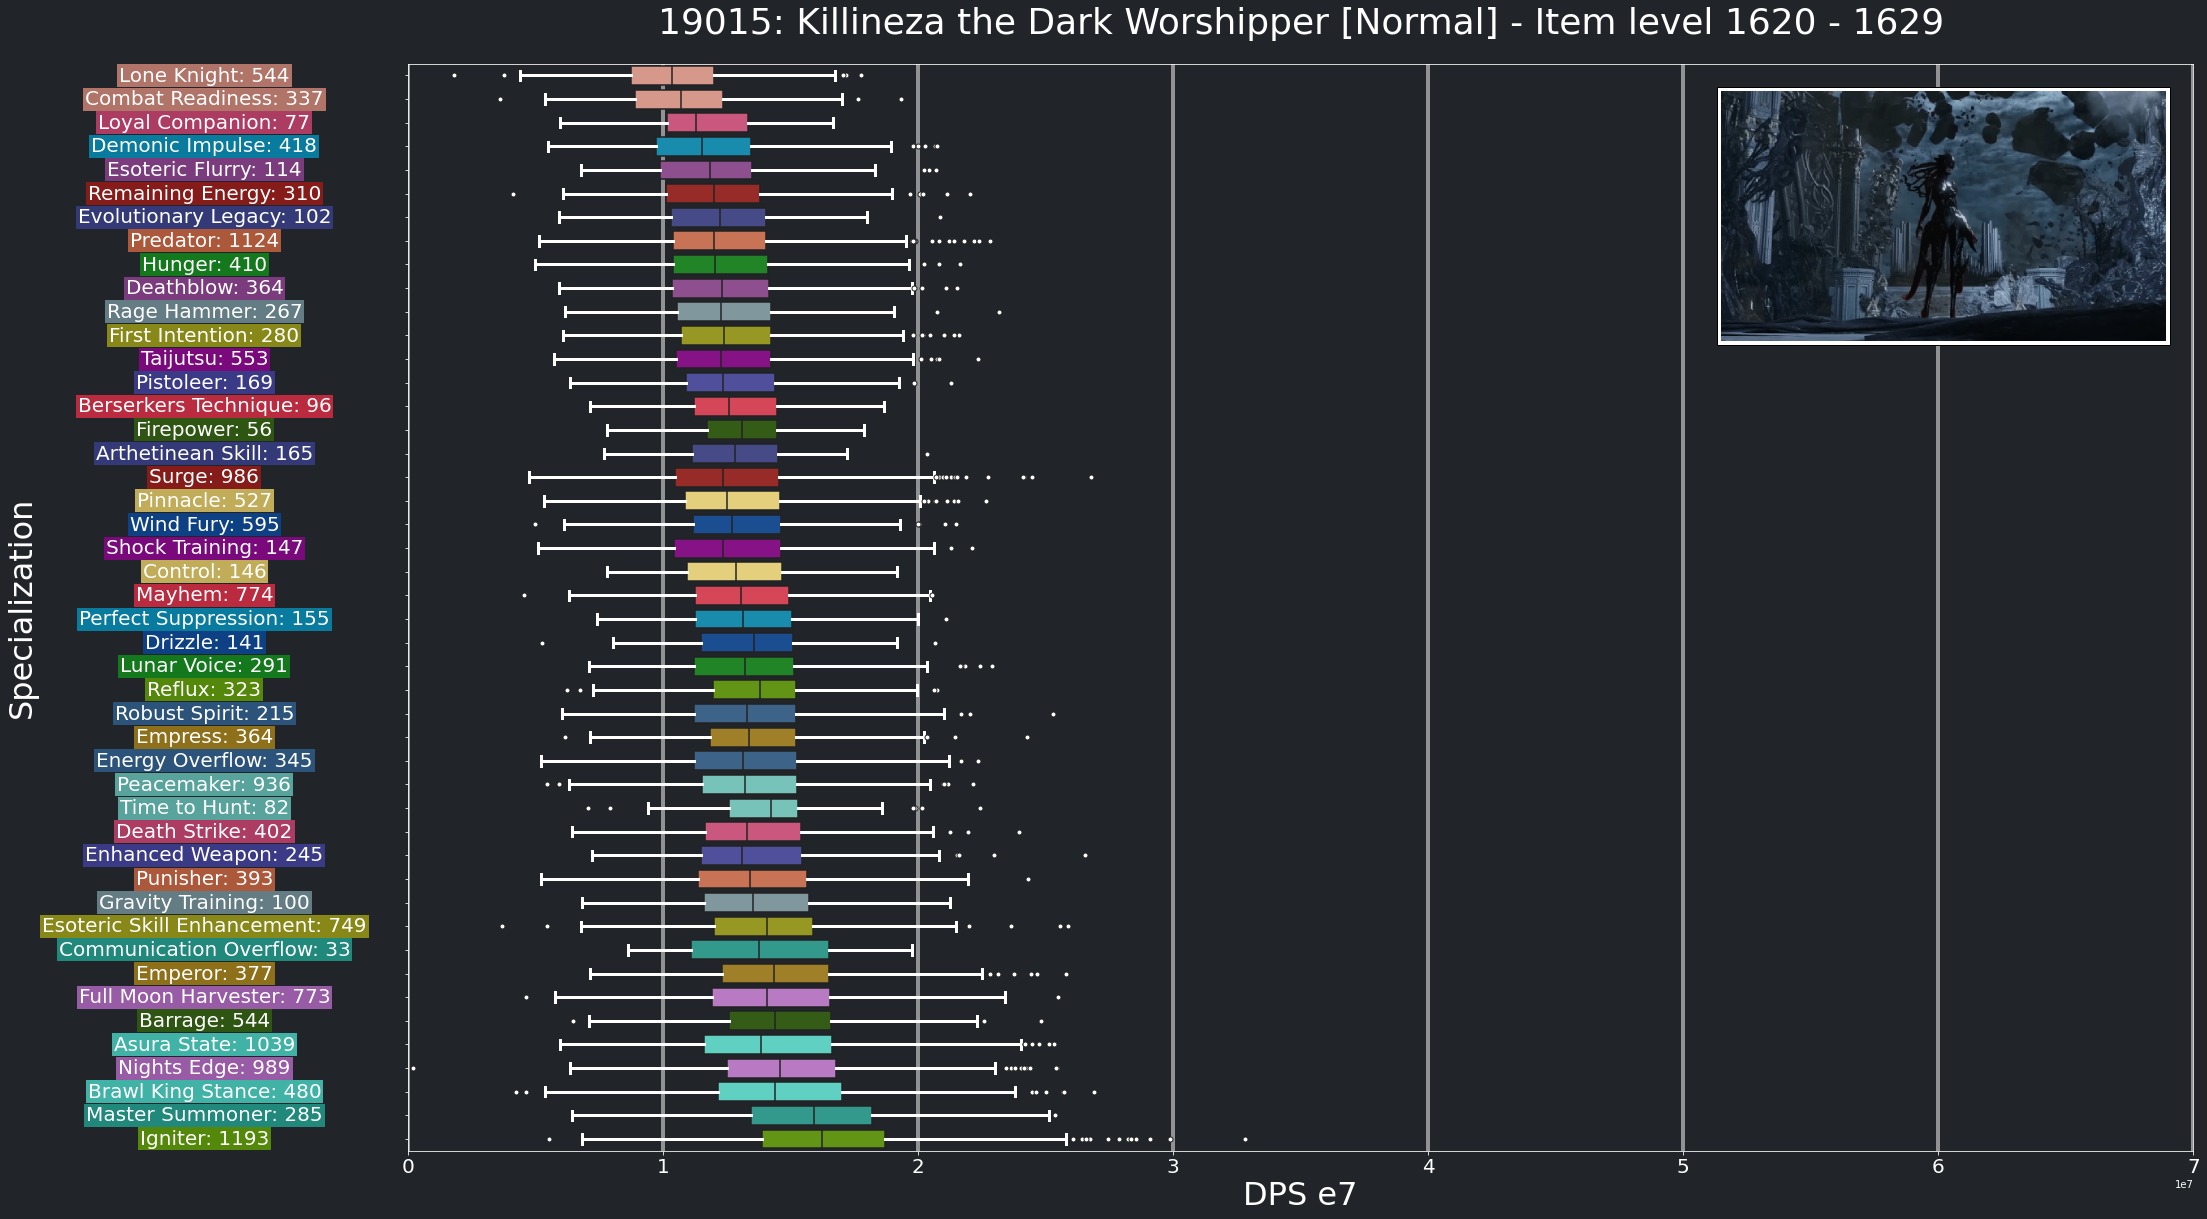 19015: Killineza the Dark Worshipper [Normal] - Item level 1620 - 1629
Specialization
Lone Knight: 544
Combat Readiness: 337
Loyal Companion: 77
Demonic Impulse: 418
Esoteric Flurry: 114
Remaining Energy: 310
Evolutionary Legacy: 102
Predator: 1124
Hunger: 410
Deathblow: 364
Rage Hammer: 267
First Intention: 280
Taijutsu: 553
Pistoleer: 169
Berserkers Technique: 96
Firepower: 56
Arthetinean Skill: 165
Surge: 986
Pinnacle: 527
Wind Fury: 595
Shock Training: 147
Control: 146
Mayhem: 774
Perfect Suppression: 155
Drizzle: 141
Lunar Voice: 291
Reflux: 323
Robust Spirit: 215
Empress: 364
Energy Overflow: 345
Peacemaker: 936
Time to Hunt: 82
Death Strike: 402
Enhanced Weapon: 245
Punisher: 393
Gravity Training: 100
Esoteric Skill Enhancement: 749
Communication Overflow: 33
Emperor: 377
Full Moon Harvester: 773
Barrage: 544
Asura State: 1039
Nights Edge: 989
Brawl King Stance: 480
Master Summoner: 285
Igniter: 1193
0 1 2 3 4 5 6 7
1e7
DPS e7